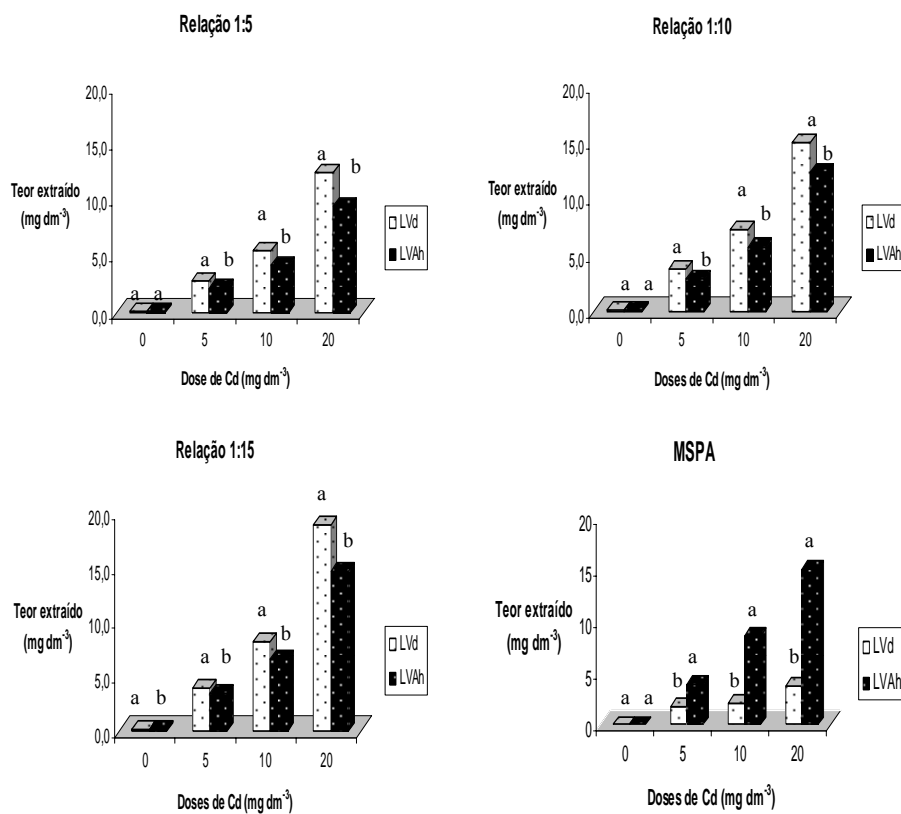 Relação 1:5
20,0
15,0
10,0
5,0
0,0
Teor extraído
(mg dm-3)
a a
a b
a b
a b
0 5 10 20
Dose de Cd (mg dm-3)
LVd
LVAh
Relação 1:10
20,0
15,0
10,0
5,0
0,0
Teor extraído
(mg dm-3)
a a
a b
a b
a b
0 5 10 20
Doses de Cd (mg dm-3)
LVd
LVAh
Relação 1:15
20,0
15,0
10,0
5,0
0,0
Teor extraído
(mg dm-3)
a b
a b
a b
a b
0 5 10 20
Doses de Cd (mg dm-3)
LVd
LVAh
MSPA
20
15
10
5
0
Teor extraído
(mg dm-3)
a a
b a
b a
b a
0 5 10 20
Doses de Cd (mg dm-3)
LVd
LVAh